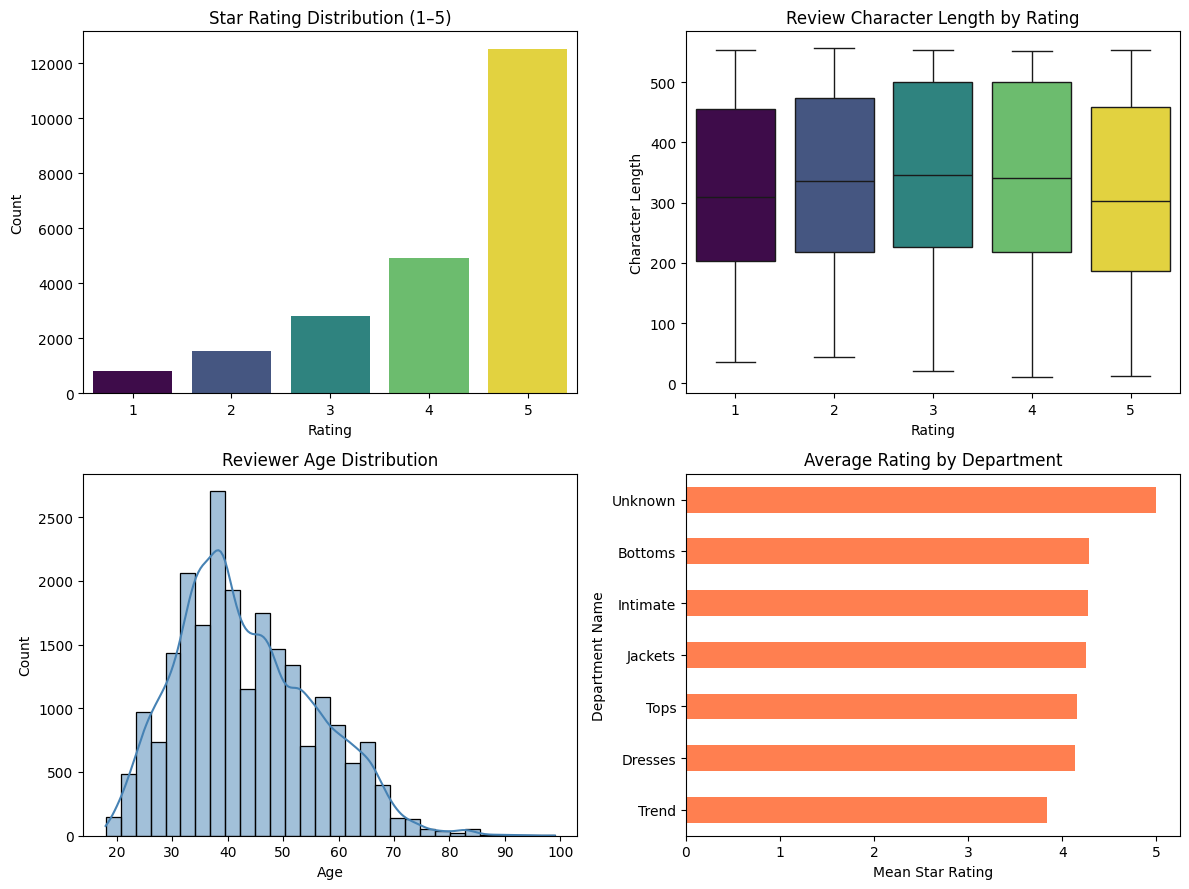 Star Rating Distribution (1–5)
Count
12000
10000
8000
6000
4000
2000
0
1 2 3 4 5
Rating
Review Character Length by Rating
Character Length
500
400
300
200
100
0
1 2 3 4 5
Rating
Reviewer Age Distribution
Count
2500
2000
1500
1000
500
0
20 30 40 50 60 70 80 90 100
Age
Average Rating by Department
Department Name
Unknown
Bottoms
Intimate
Jackets
Tops
Dresses
Trend
0 1 2 3 4 5
Mean Star Rating